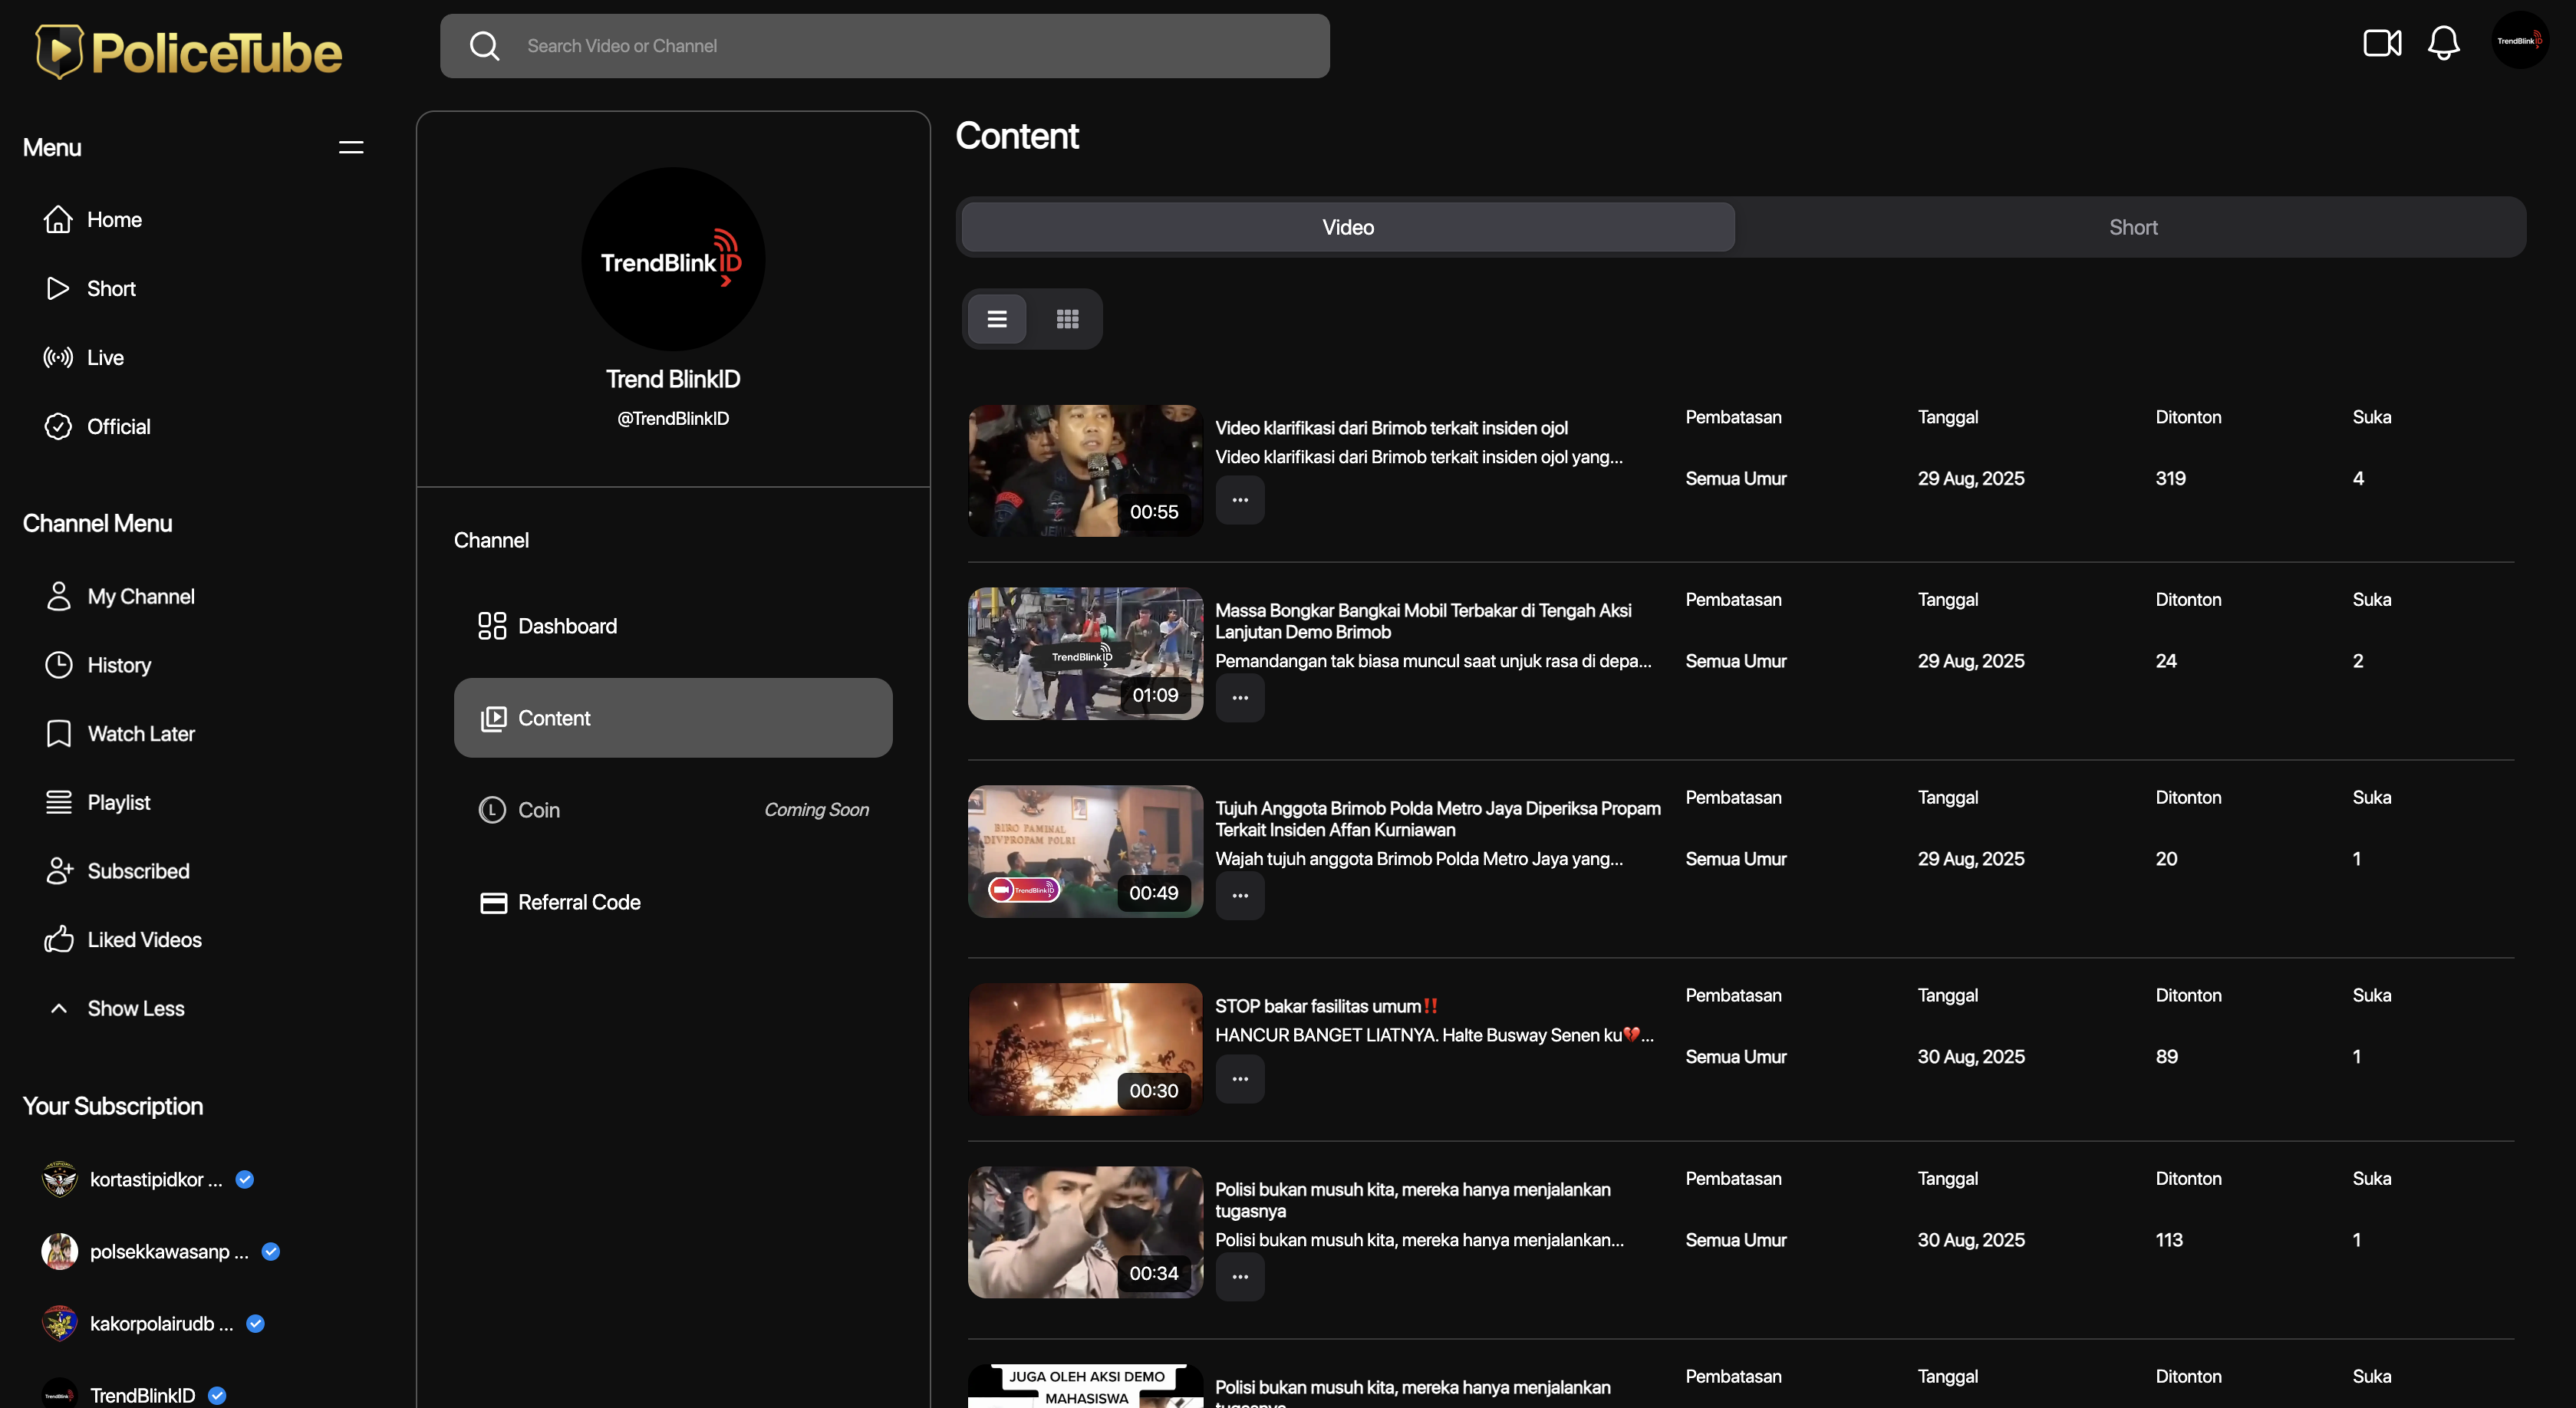 PoliceTube
Search Video or Channel
TrendBlinkID
Menu
Home
Short
Live
Official
Channel Menu
My Channel
History
Watch Later
Playlist
Subscribed
Liked Videos
Show Less
Your Subscription
kortastipidkor ...
polsekkawasanp ...
kakorpolairudb ...
TrendBlinkID
TrendBlinkID
Trend BlinkID
@TrendBlinkID
Channel
Dashboard
Content
Coin
Coming Soon
Referral Code
Content
Video
Short
00:55
Video klarifikasi dari Brimob terkait insiden ojol
Video klarifikasi dari Brimob terkait insiden ojol yang...
...
Pembatasan
Semua Umur
Tanggal
29 Aug, 2025
Ditonton
319
Suka
4
TrendBlinkID
01:09
Massa Bongkar Bangkai Mobil Terbakar di Tengah Aksi
Lanjutan Demo Brimob
Pemandangan tak biasa muncul saat unjuk rasa di depa...
...
Pembatasan
Semua Umur
Tanggal
29 Aug, 2025
Ditonton
24
Suka
2
BIRO PAMINAL
DIVPROPAM POLRI
TrendBlinkID
00:49
Tujuh Anggota Brimob Polda Metro Jaya Diperiksa Propam
Terkait Insiden Affan Kurniawan
Wajah tujuh anggota Brimob Polda Metro Jaya yang...
...
Pembatasan
Semua Umur
Tanggal
29 Aug, 2025
Ditonton
20
Suka
1
00:30
STOP bakar fasilitas umum‼️
HANCUR BANGET LIATNYA. Halte Busway Senen ku💔...
...
Pembatasan
Semua Umur
Tanggal
30 Aug, 2025
Ditonton
89
Suka
1
00:34
Polisi bukan musuh kita, mereka hanya menjalankan
tugasnya
Polisi bukan musuh kita, mereka hanya menjalankan...
...
Pembatasan
Semua Umur
Tanggal
30 Aug, 2025
Ditonton
113
Suka
1
JUGA OLEH AKSI DEMO
MAHASISWA
Polisi bukan musuh kita, mereka hanya menjalankan
tugasnya
Pembatasan
Tanggal
Ditonton
Suka